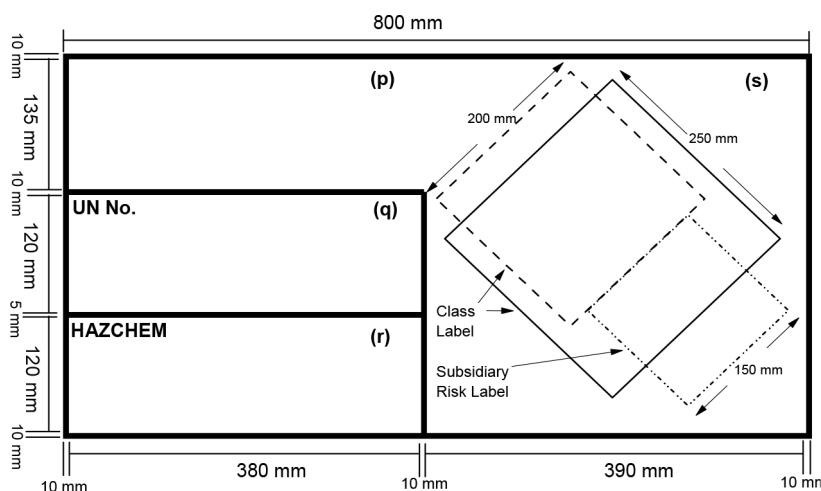 800 mm
10 mm
135 mm
10 mm
120 mm
5 mm
120 mm
10 mm
(p)
(s)
200 mm
250 mm
UN No.
(q)
HAZCHEM
(r)
Class
Label
Subsidiary
Risk Label
150 mm
380 mm
390 mm
10 mm
10 mm
10 mm